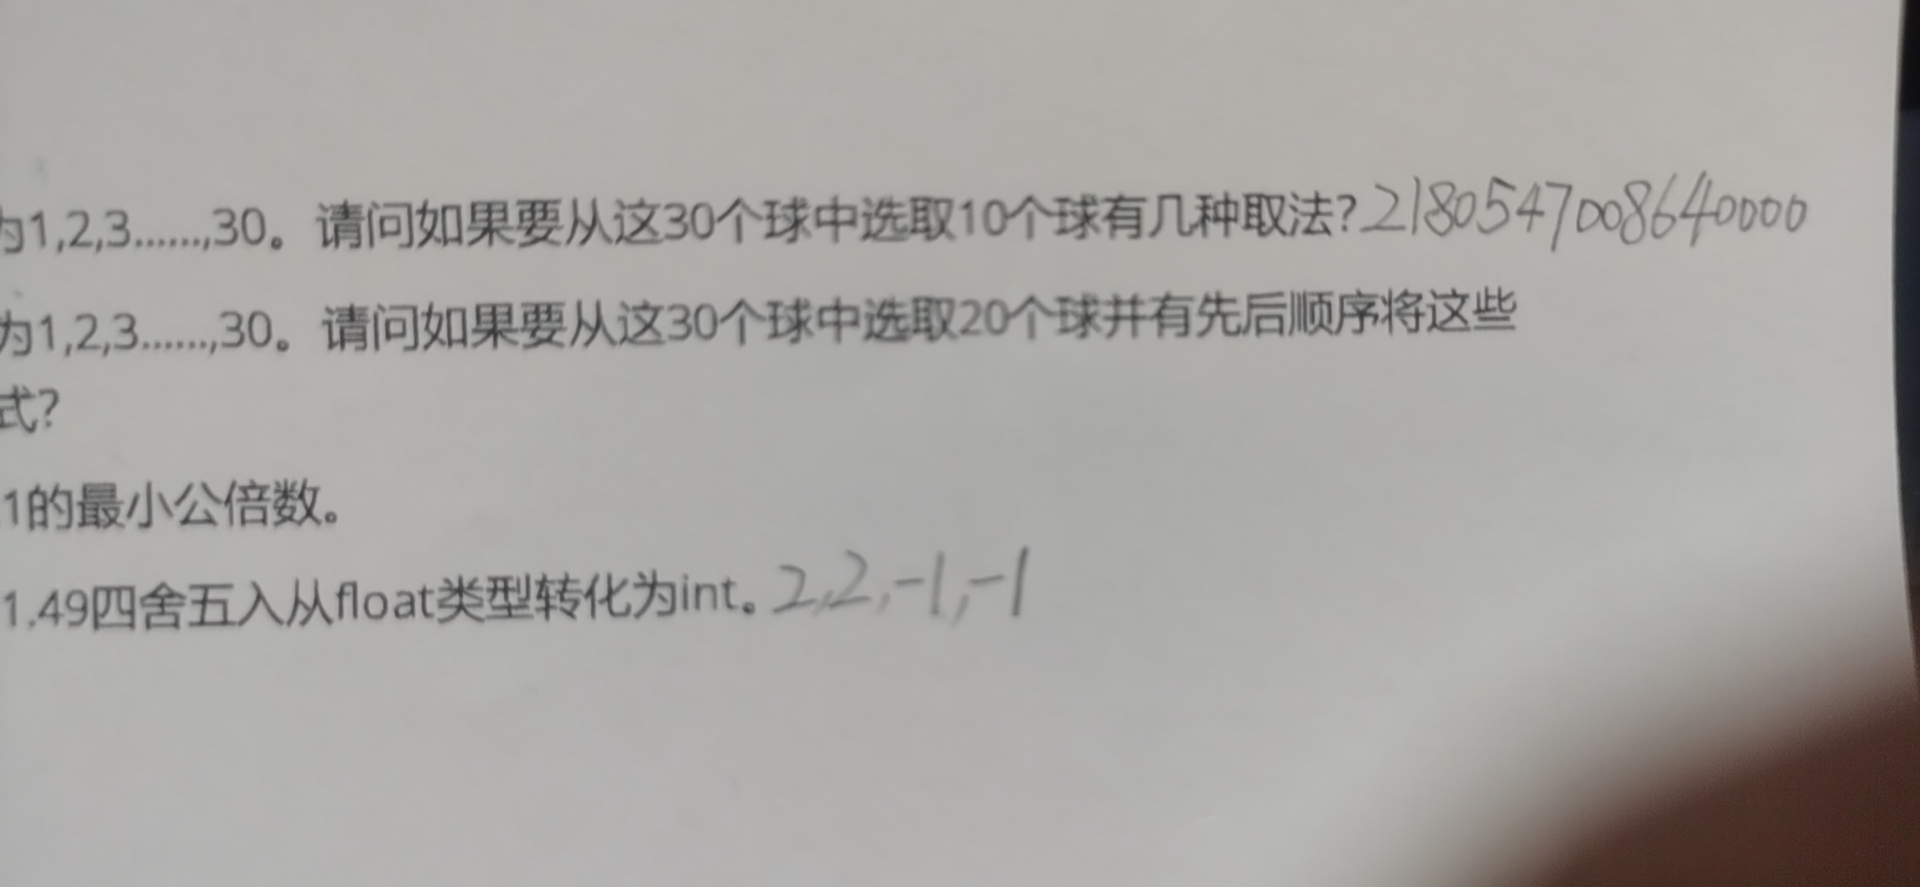 为1,2,3……,30。请问如果要从这30个球中选取10个球有几种取法?2180547008640000
为1,2,3……,30。请问如果要从这30个球中选取20个球并有先后顺序将这些
式?
1的最小公倍数。
1.49四舍五入从float类型转化为int。2,2,-1,-1